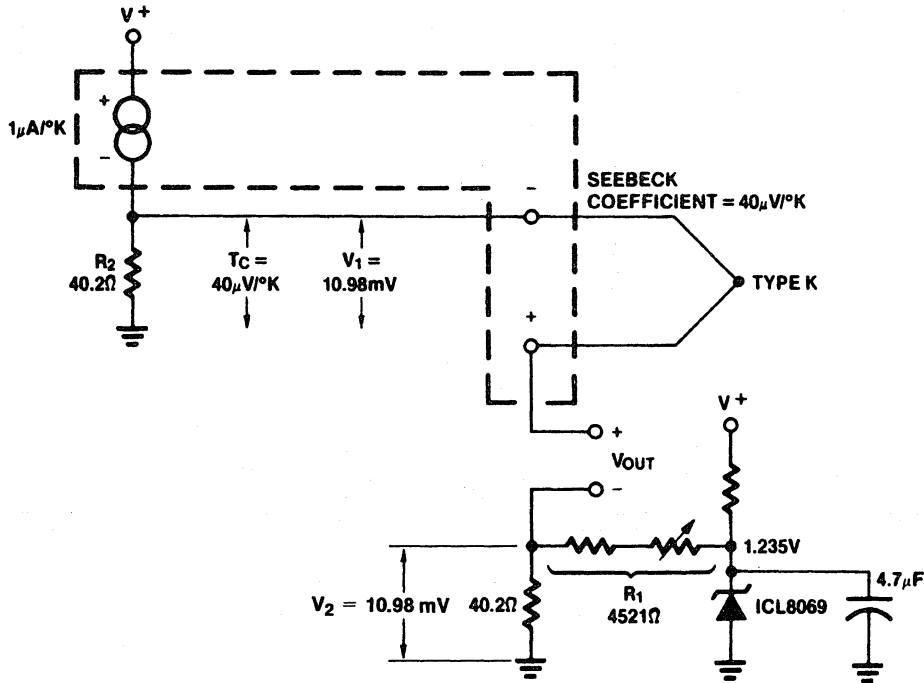 V+
+
1μA/°K
−
−
SEEBECK
COEFFICIENT = 40μV/°K
R2
40.2Ω
TC =
40μV/°K
V1 =
10.98mV
TYPE K
+
V+
+
VOUT
−
1.235V
4.7μF
V2 = 10.98 mV
40.2Ω
R1
4521Ω
ICL8069